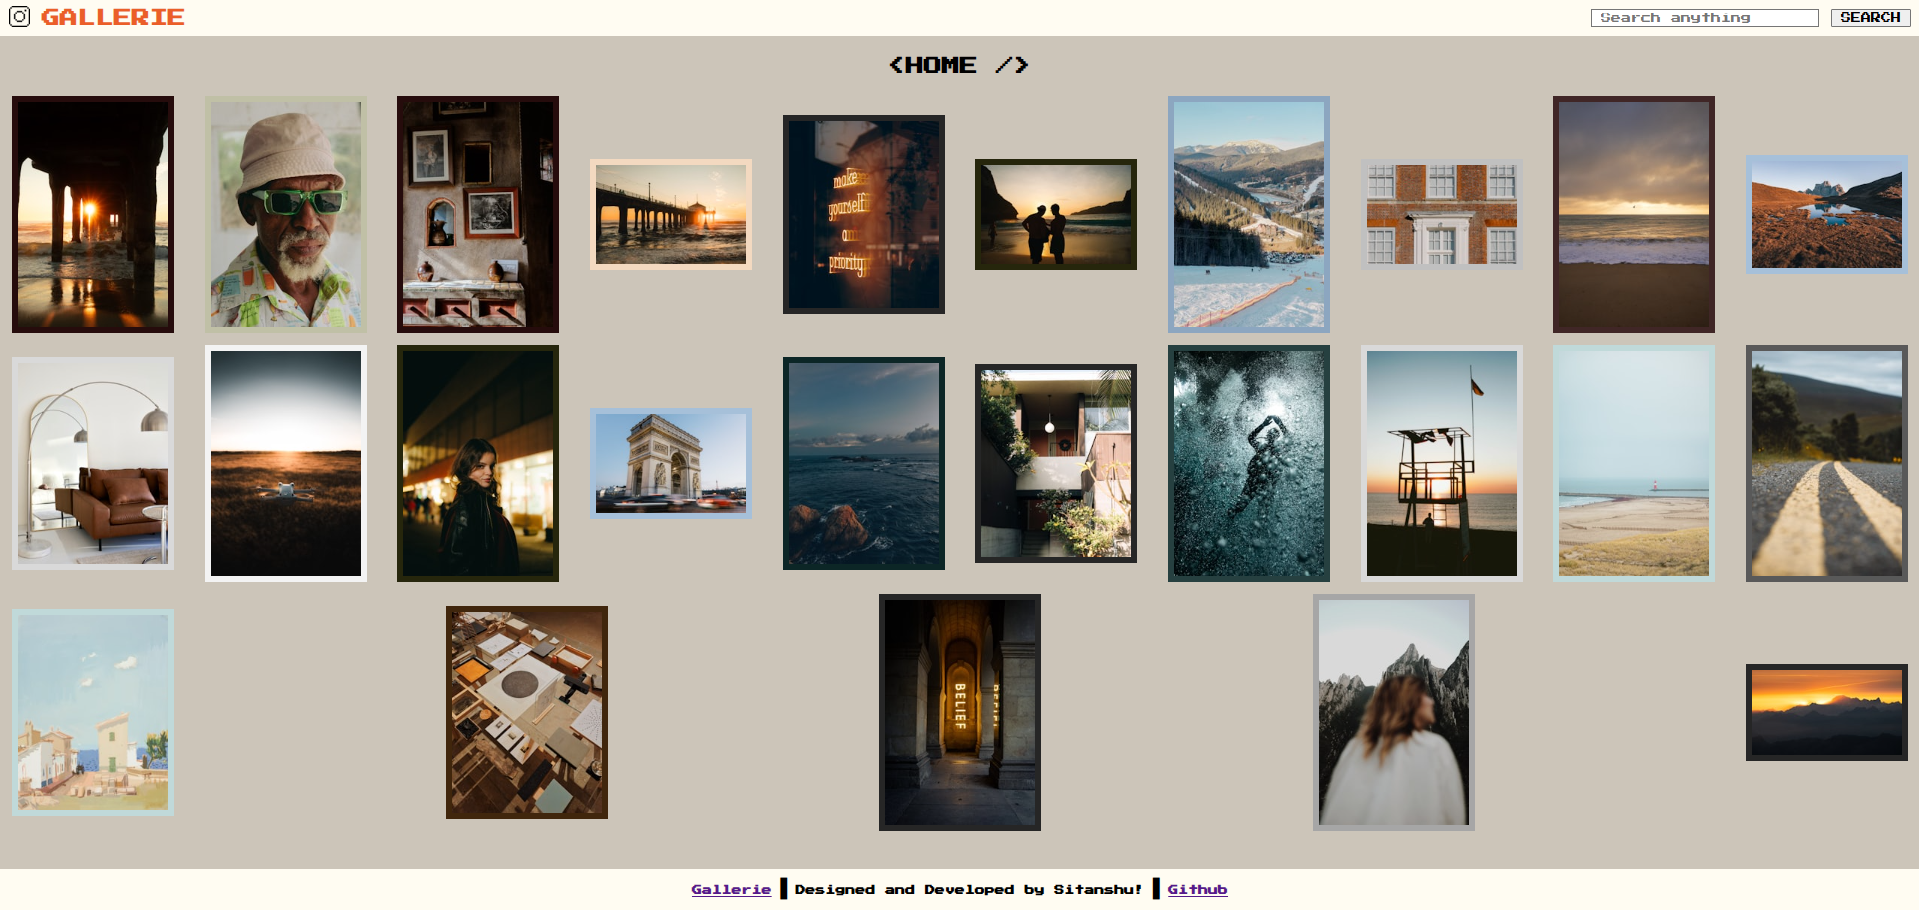 GALLERIE
Search anything
SEARCH
<HOME />
make
yourself
a
priority
BELIEF
Gallerie | Designed and Developed by Sitanshu! | Github